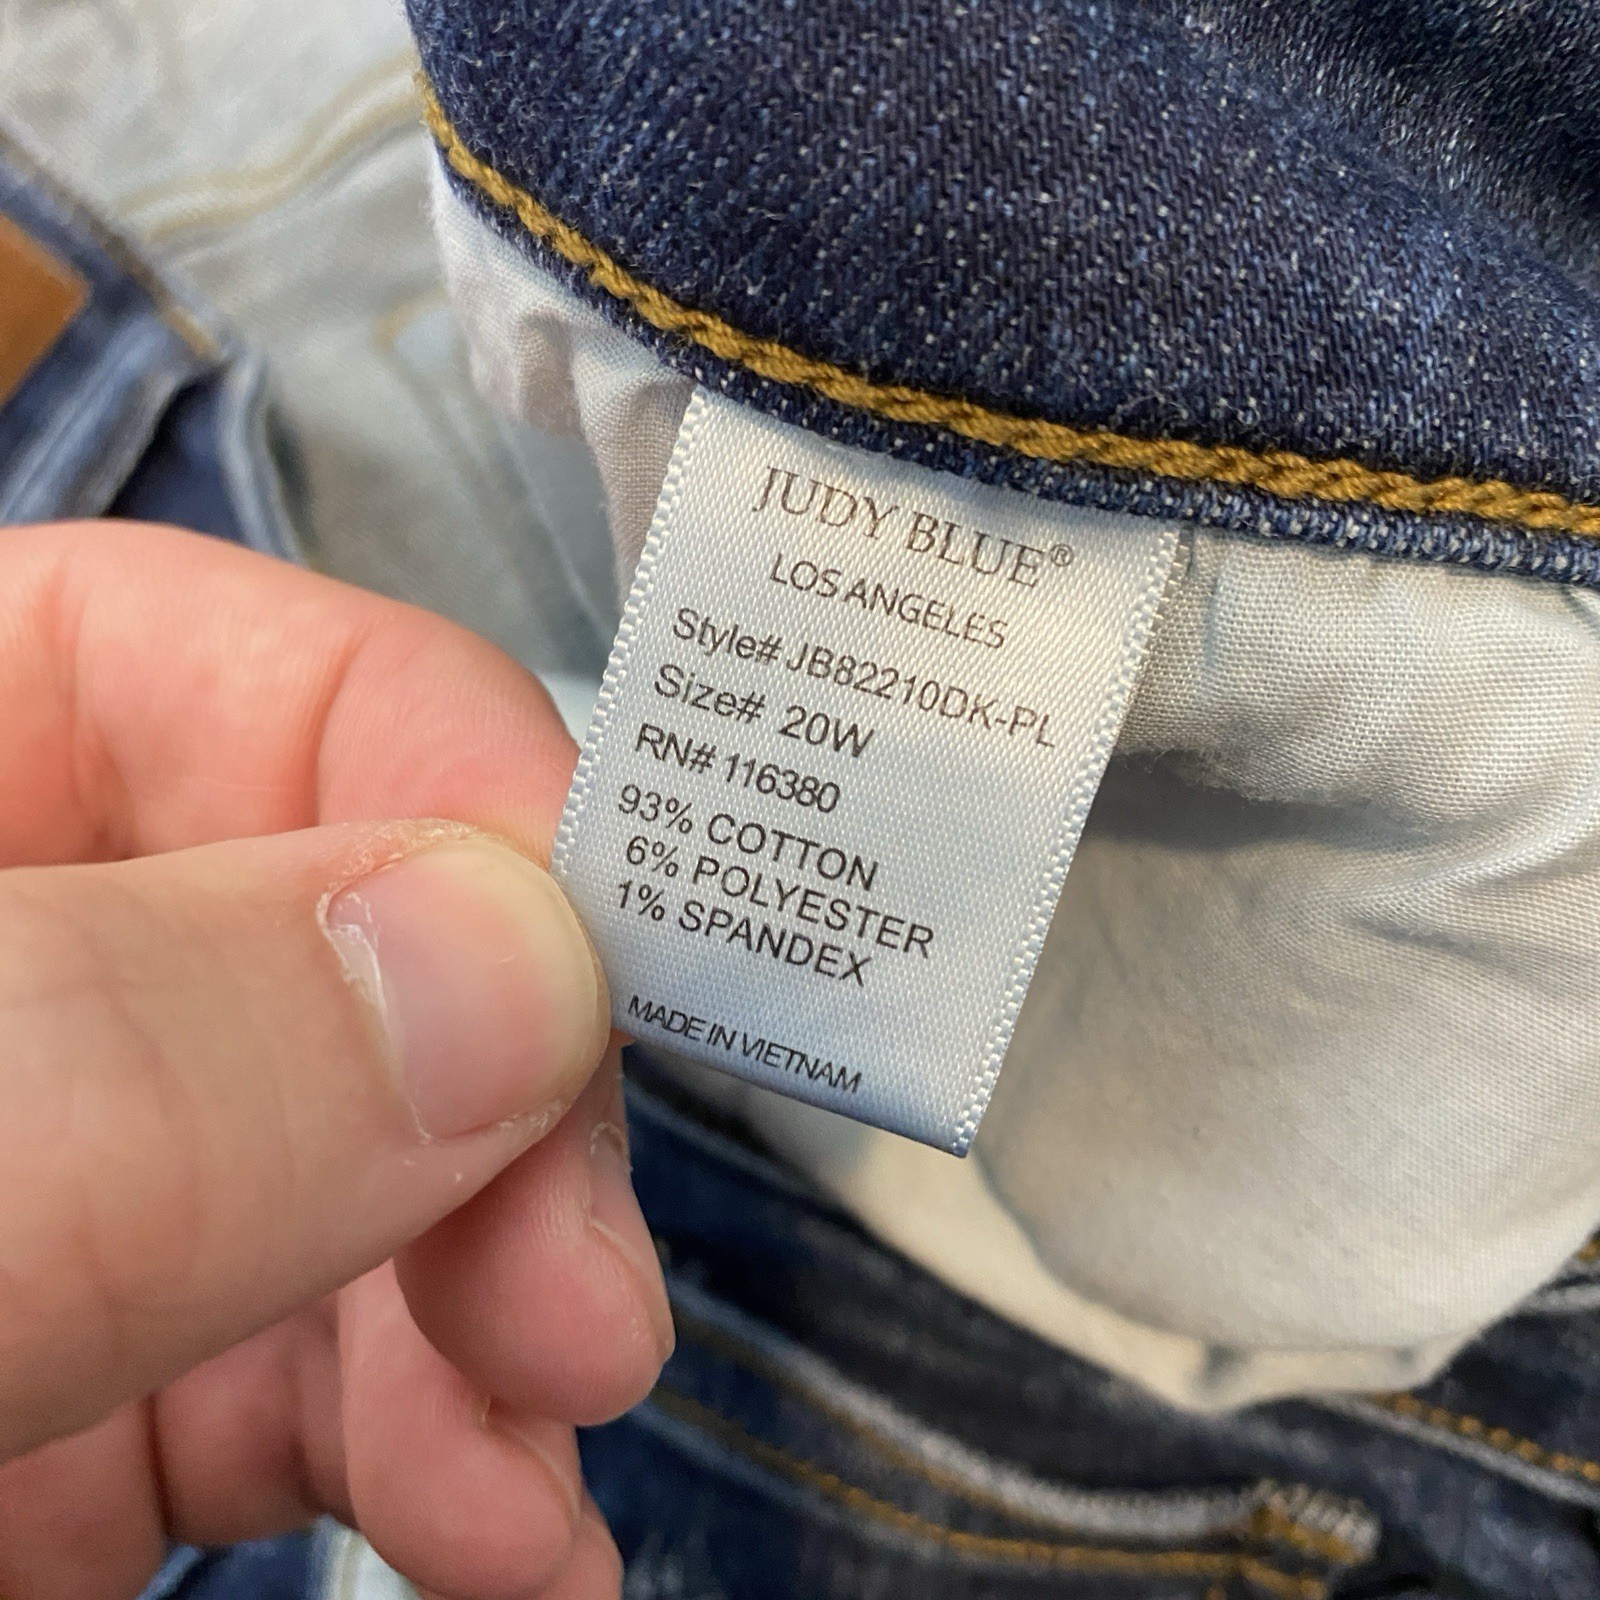 JUDY BLUE®
LOS ANGELES
Style# JB82210DK-PL
Size# 20W
RN# 116380
93% COTTON
6% POLYESTER
1% SPANDEX
MADE IN VIETNAM